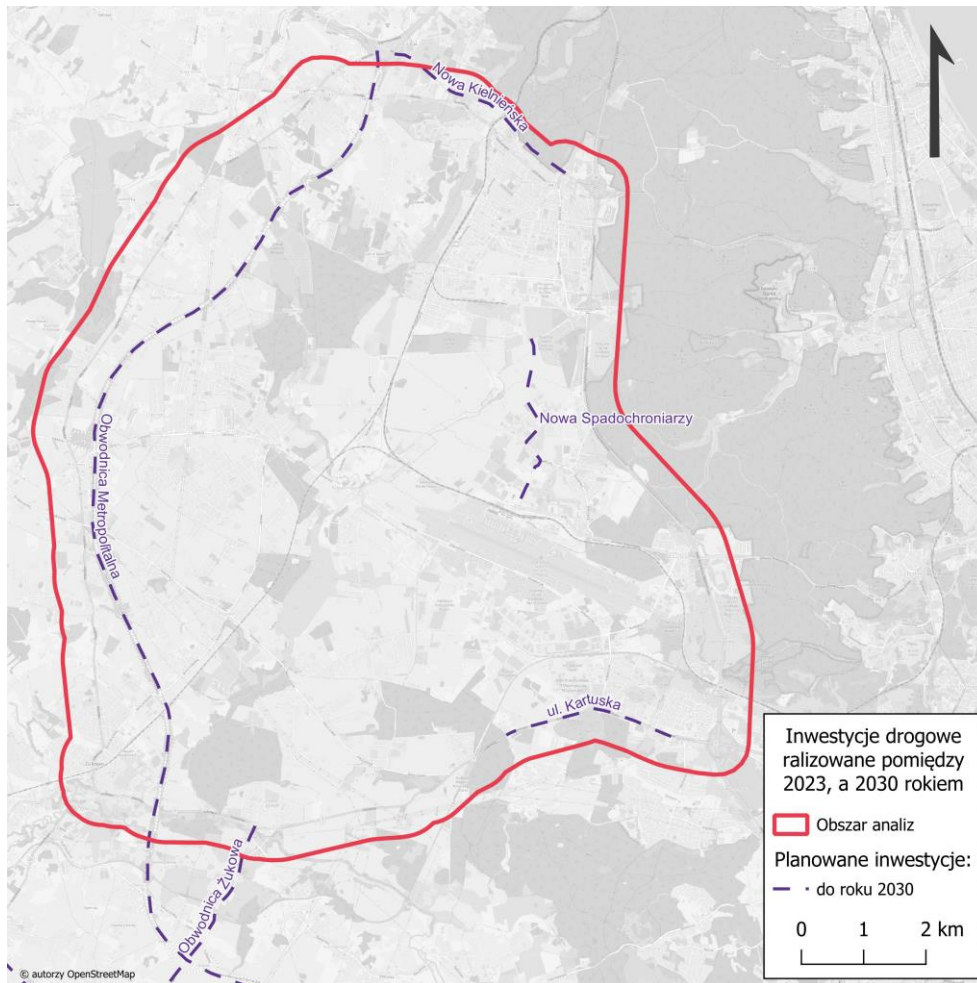 Nowa Kielnieńska
Nowa Spadochroniarzy
Obwodnica Metropolitalna
ul. Kartuska
Obwodnica Żukowa
Inwestycje drogowe
ralizowane pomiędzy
2023, a 2030 rokiem
Obszar analiz
Planowane inwestycje:
do roku 2030
0 1 2 km
© autorzy OpenStreetMap